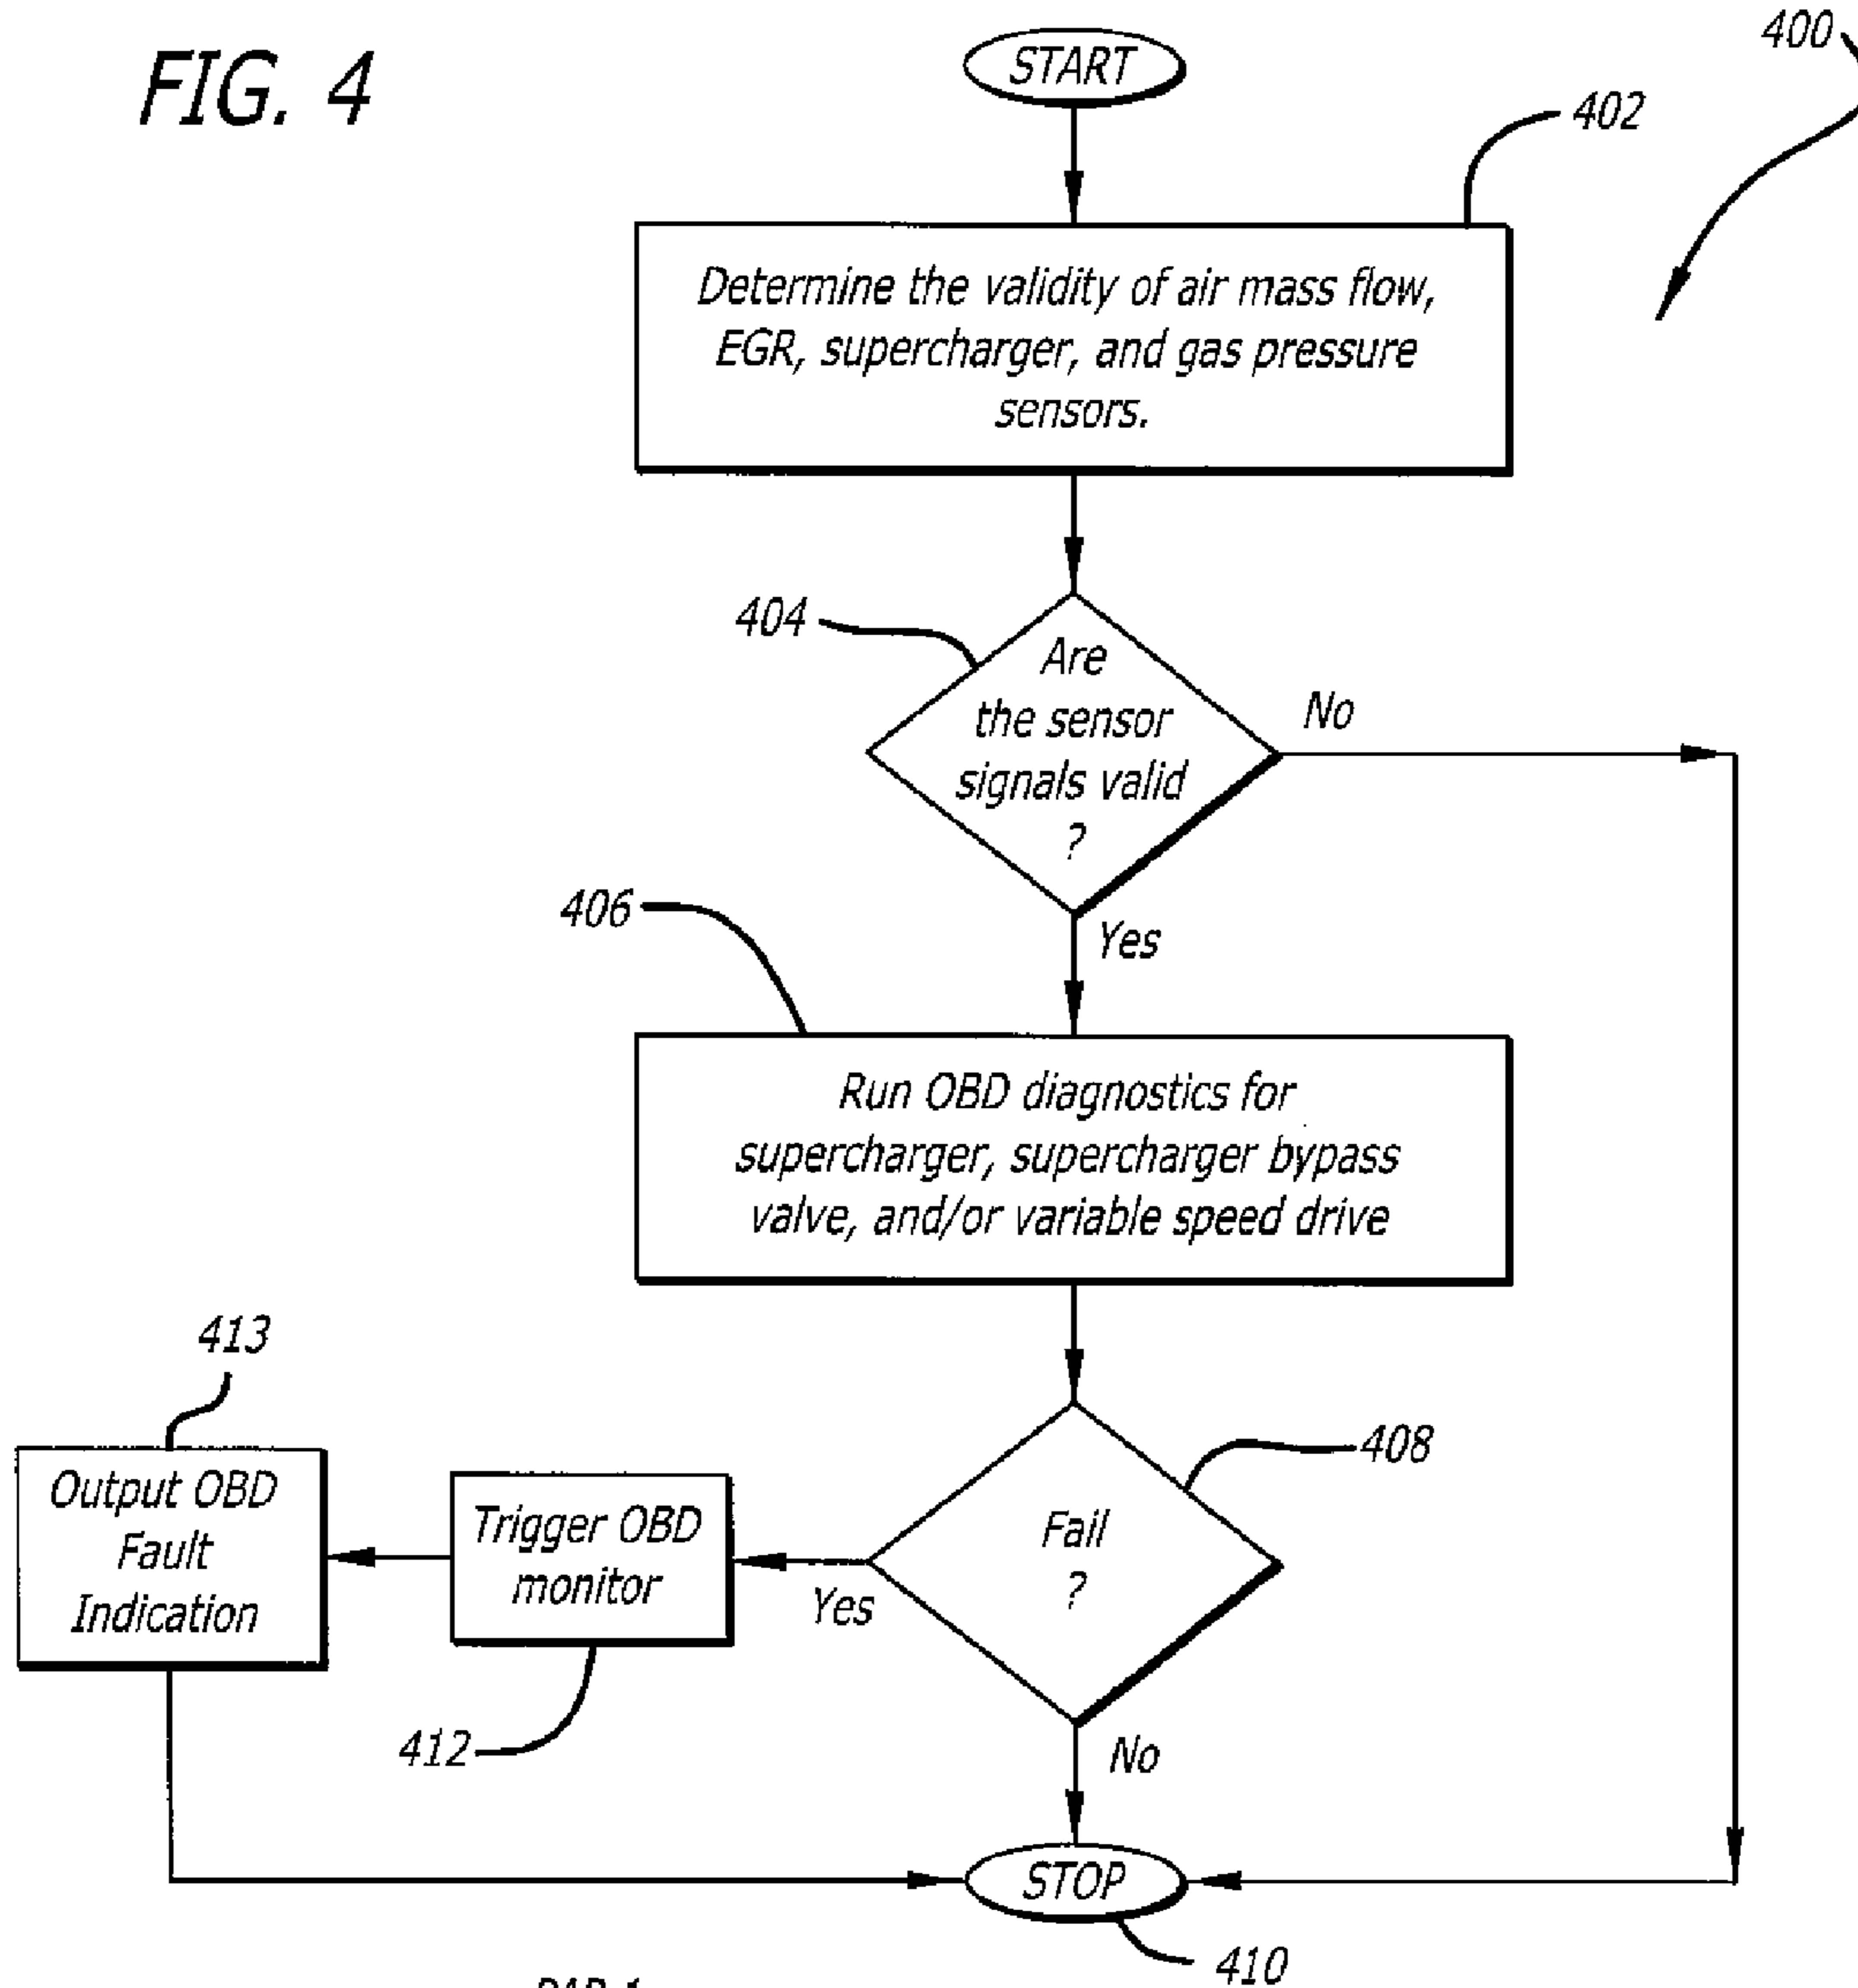 FIG. 4
START
400
402
Determine the validity of air mass flow,
EGR, supercharger, and gas pressure
sensors.
404
Are
the sensor
signals valid
?
No
Yes
406
Run OBD diagnostics for
supercharger, supercharger bypass
valve, and/or variable speed drive
413
408
Output OBD
Fault
Indication
Trigger OBD
monitor
Yes
Fail
?
412
No
STOP
410